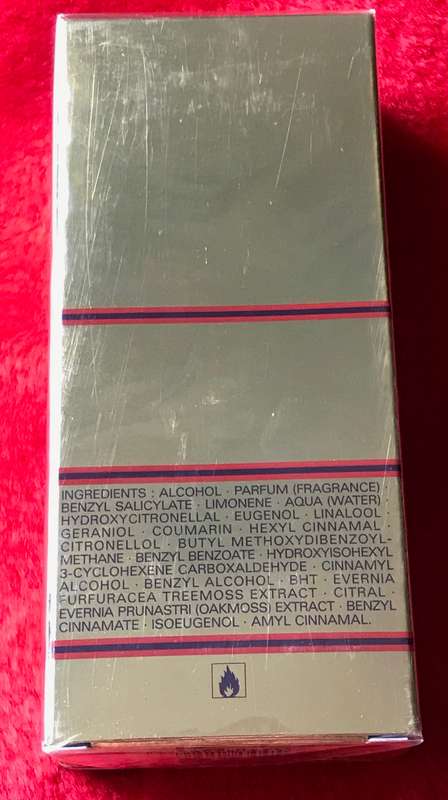 INGREDIENTS : ALCOHOL · PARFUM (FRAGRANCE)
BENZYL SALICYLATE · LIMONENE · AQUA (WATER) ·
HYDROXYCITRONELLAL · EUGENOL · LINALOOL
GERANIOL · COUMARIN · HEXYL CINNAMAL ·
CITRONELLOL · BUTYL METHOXYDIBENZOYL-
METHANE · BENZYL BENZOATE · HYDROXYISOHEXYL
3-CYCLOHEXENE CARBOXALDEHYDE · CINNAMYL
ALCOHOL · BENZYL ALCOHOL · BHT · EVERNIA
FURFURACEA TREEMOSS EXTRACT · CITRAL ·
EVERNIA PRUNASTRI (OAKMOSS) EXTRACT · BENZYL
CINNAMATE · ISOEUGENOL · AMYL CINNAMAL.